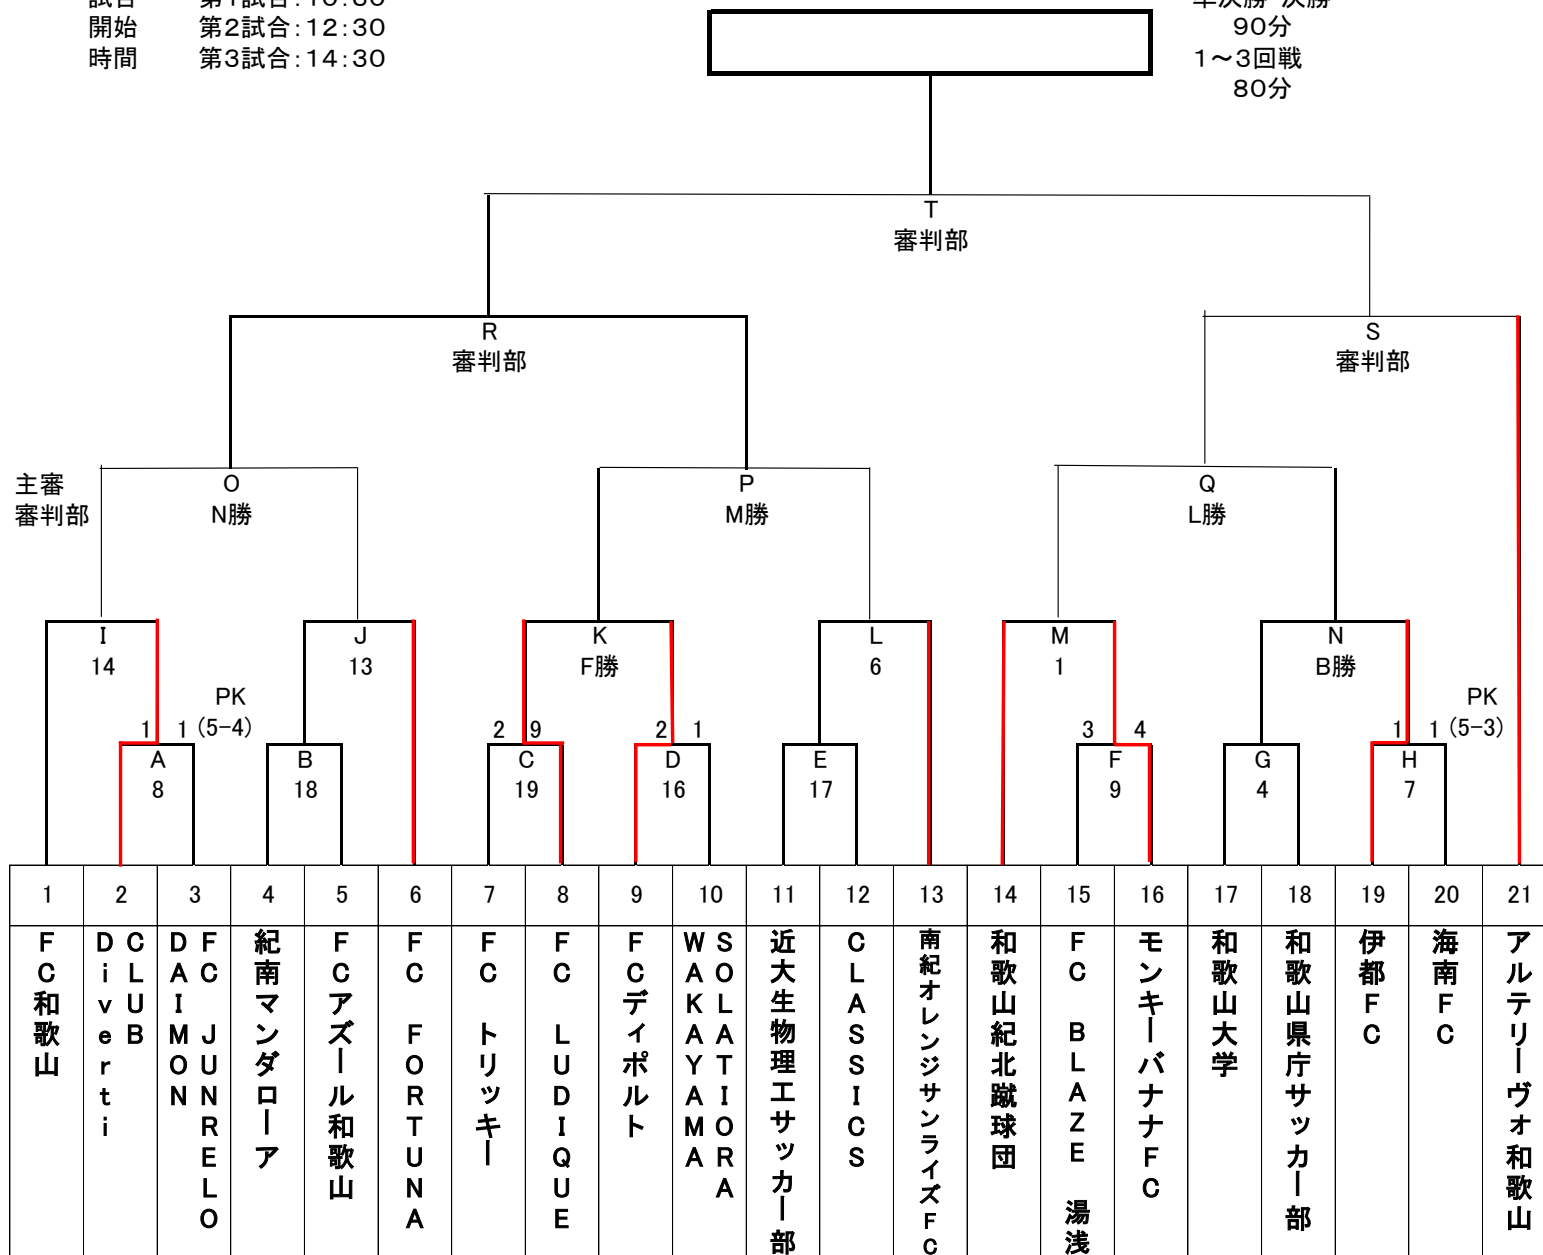 開始 第2試合：12：30
時間 第3試合：14：30
90分
1～3回戦
80分
T
審判部
R
審判部
S
審判部
主審
審判部
O
N勝
P
M勝
Q
L勝
I
14
J
13
K
F勝
L
6
M
1
N
B勝
PK
1 1 (5-4)
2 9
2 1
3 4
PK
1 1 (5-3)
A
8
B
18
C
19
D
16
E
17
F
9
G
4
H
7
1 2 3 4 5 6 7 8 9 10 11 12 13 14 15 16 17 18 19 20 21
FC和歌山
CLUB
Diverti
FC JUNRELO
DAIMON
紀南マンダローア
FCアズール和歌山
FC FORTUNA
FC トリッキー
FC LUDIQUE
FCディポルト
SOLATIORA
WAKAYAMA
近大生物理工サッカー部
CLASSICS
南紀オレンジサンライズFC
和歌山紀北蹴球団
FC BLAZE 湯浅
モンキーバナナFC
和歌山大学
和歌山県庁サッカー部
伊都FC
海南FC
アルテリーヴォ和歌山